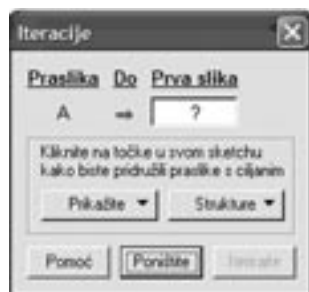 Iteracije
Praslika Do Prva slika
A ⇒ ?
Kliknite na točke u svom sketchu
kako biste pridružili praslike s ciljanim
Prikažite Strukture
Pomoć Poništite Iterirajte